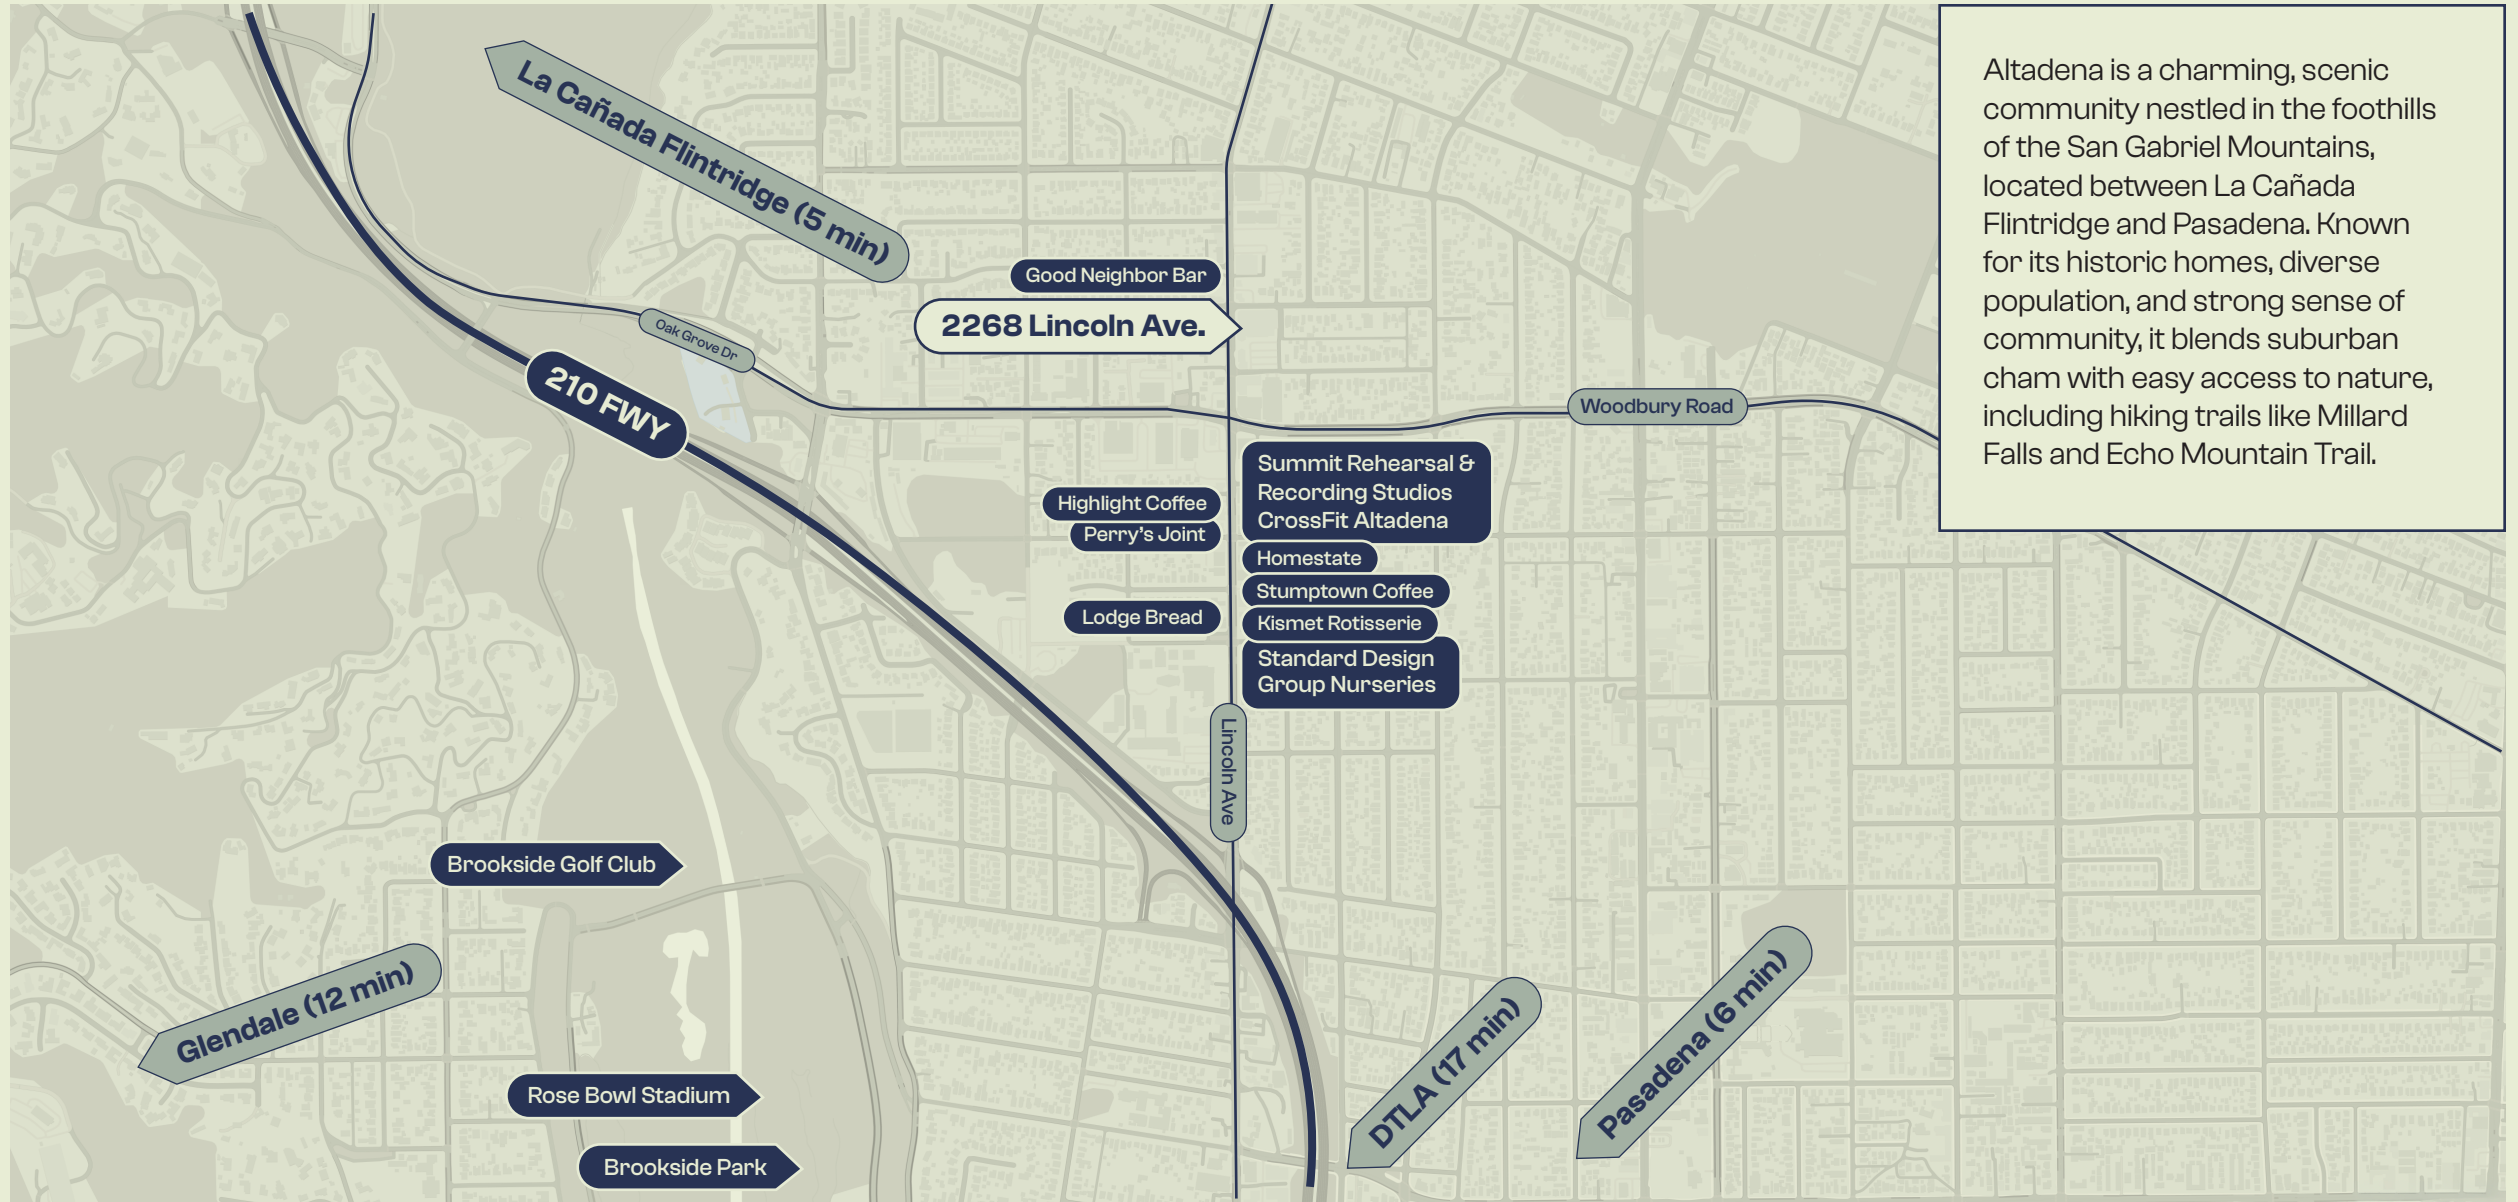 Altadena is a charming, scenic
community nestled in the foothills
of the San Gabriel Mountains,
located between La Cañada
Flintridge and Pasadena. Known
for its historic homes, diverse
population, and strong sense of
community, it blends suburban
cham with easy access to nature,
including hiking trails like Millard
Falls and Echo Mountain Trail.
La Cañada Flintridge (5 min)
Good Neighbor Bar
2268 Lincoln Ave.
Oak Grove Dr
210 FWY
Woodbury Road
Summit Rehearsal &
Recording Studios
CrossFit Altadena
Highlight Coffee
Perry's Joint
Homestate
Stumptown Coffee
Lodge Bread
Kismet Rotisserie
Standard Design
Group Nurseries
Lincoln Ave
Brookside Golf Club
Glendale (12 min)
DTLA (17 min)
Pasadena (6 min)
Rose Bowl Stadium
Brookside Park